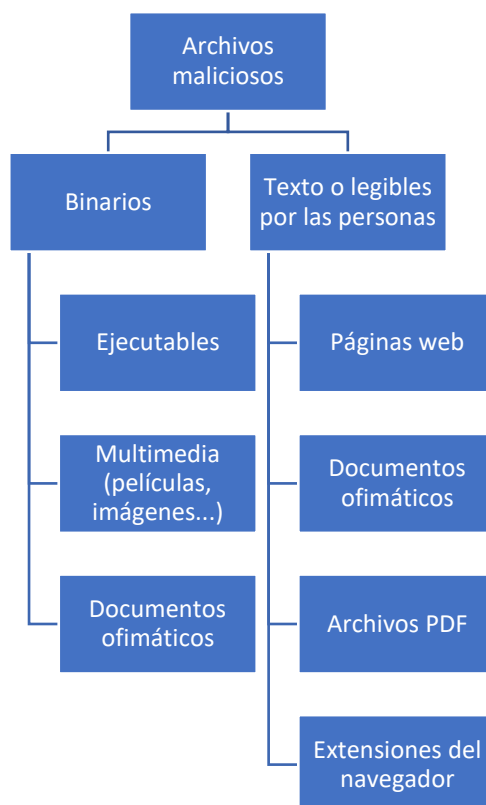 Archivos
maliciosos
Binarios
Texto o legibles
por las personas
Ejecutables
Multimedia
(películas,
imágenes...)
Documentos
ofimáticos
Páginas web
Documentos
ofimáticos
Archivos PDF
Extensiones del
navegador